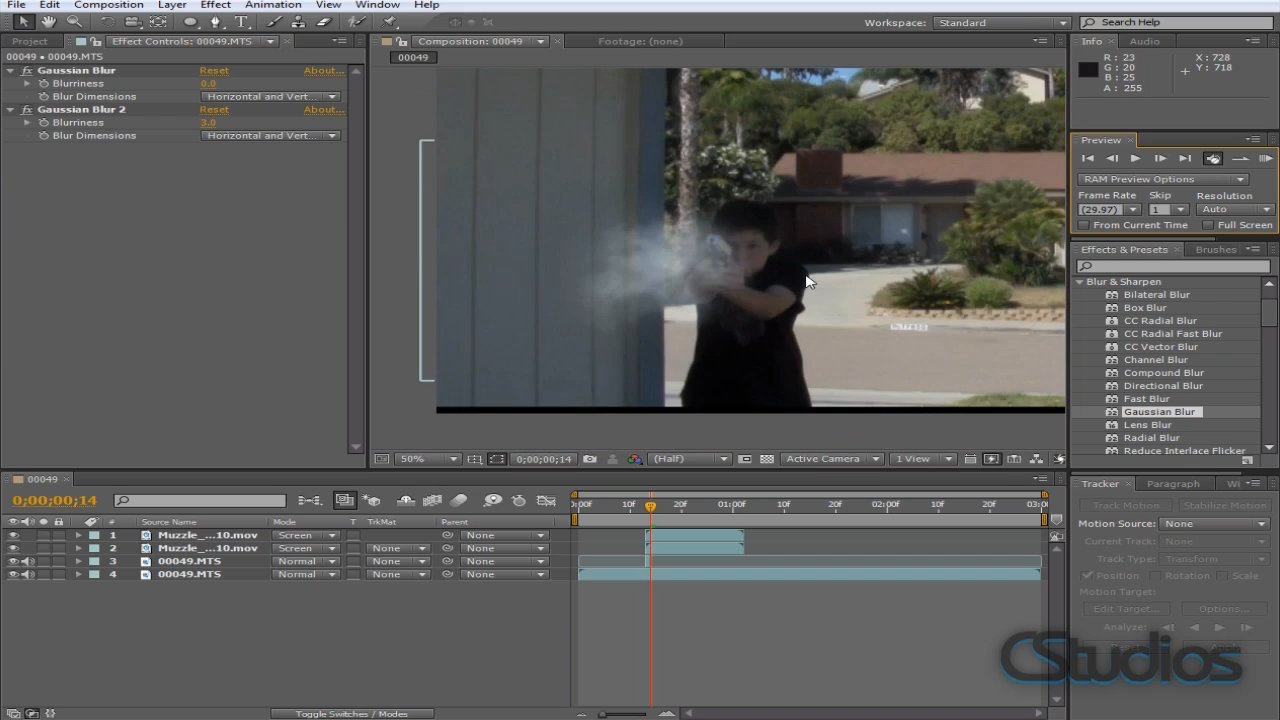 File Edit Composition Layer Effect Animation View Window Help
Workspace: Standard Search Help
Project Effect Controls: 00049.MTS
00049 • 00049.MTS
Gaussian Blur Reset About...
Blurriness 0.0
Blur Dimensions Horizontal and Vert...
Gaussian Blur 2 Reset About...
Blurriness 3.0
Blur Dimensions Horizontal and Vert...
Composition: 00049 Footage: (none)
00049
50% 0;00;00;14 (Half) Active Camera 1 View
Info Audio
R : 23 X : 728
G : 20 Y : 718
B : 25
A : 255
Preview
RAM Preview Options
Frame Rate Skip Resolution
(29.97) 1 Auto
From Current Time Full Screen
Effects & Presets Brushes
Blur & Sharpen
Bilateral Blur
Box Blur
CC Radial Blur
CC Radial Fast Blur
CC Vector Blur
Channel Blur
Compound Blur
Directional Blur
Fast Blur
Gaussian Blur
Lens Blur
Radial Blur
Reduce Interlace Flicker
Tracker Paragraph Wi
Track Motion Stabilize Motion
Motion Source: None
Current Track: None
Track Type: Transform
Position Rotation Scale
Motion Target:
Edit Target... Options...
Analyze:
00049
0;00;00;14
:00F 10F 20F 01:00F 10F 20F 02:00F 10F 20F 03:0
# Source Name Mode T TrkMat Parent
1 Muzzle_...10.mov Screen None
2 Muzzle_...10.mov Screen None None
3 00049.MTS Normal None None
4 00049.MTS Normal None None
Toggle Switches / Modes
CStudios